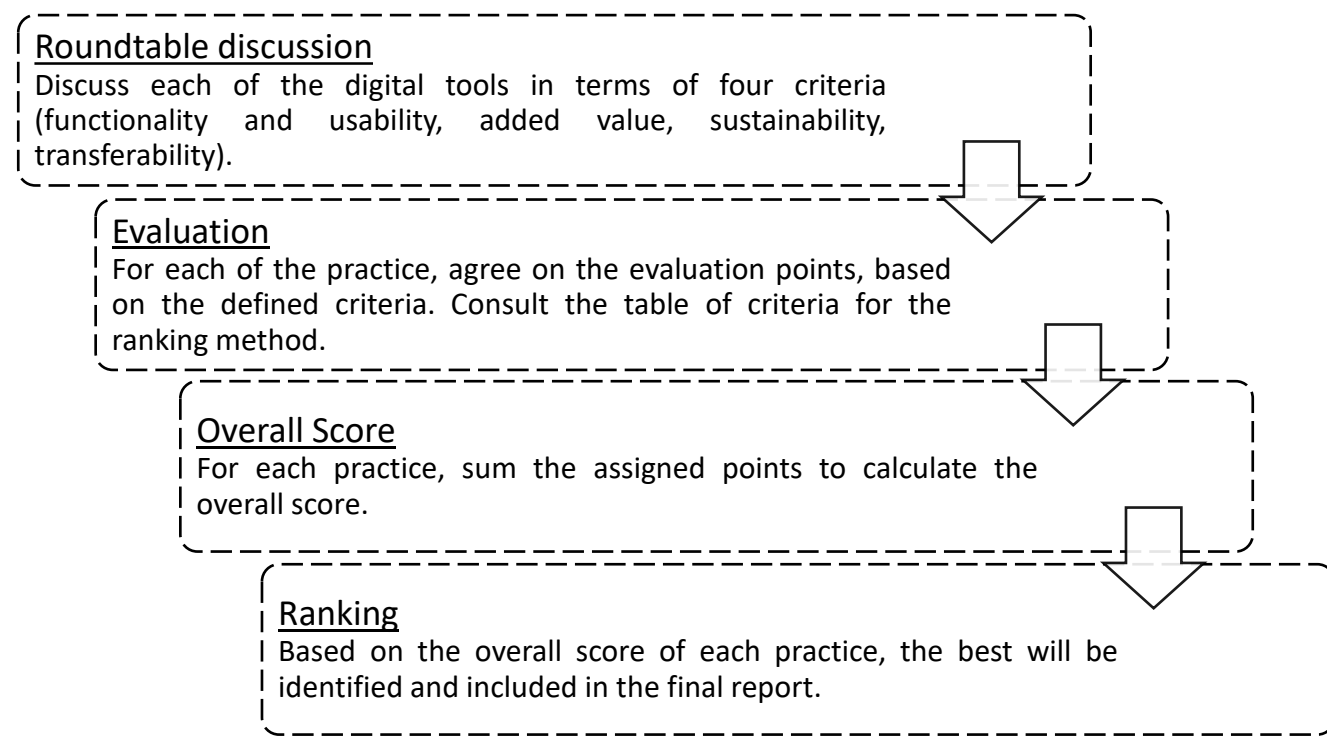 Roundtable discussion
Discuss each of the digital tools in terms of four criteria
(functionality and usability, added value, sustainability,
transferability).
Evaluation
For each of the practice, agree on the evaluation points, based
on the defined criteria. Consult the table of criteria for the
ranking method.
Overall Score
For each practice, sum the assigned points to calculate the
overall score.
Ranking
Based on the overall score of each practice, the best will be
identified and included in the final report.